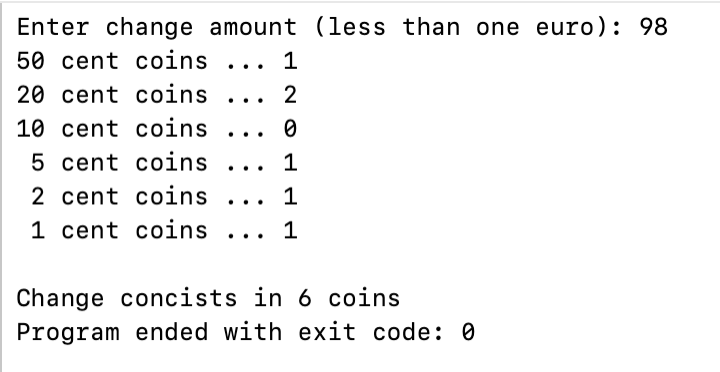 Enter change amount (less than one euro): 98
50 cent coins ... 1
20 cent coins ... 2
10 cent coins ... 0
 5 cent coins ... 1
 2 cent coins ... 1
 1 cent coins ... 1

Change concists in 6 coins
Program ended with exit code: 0